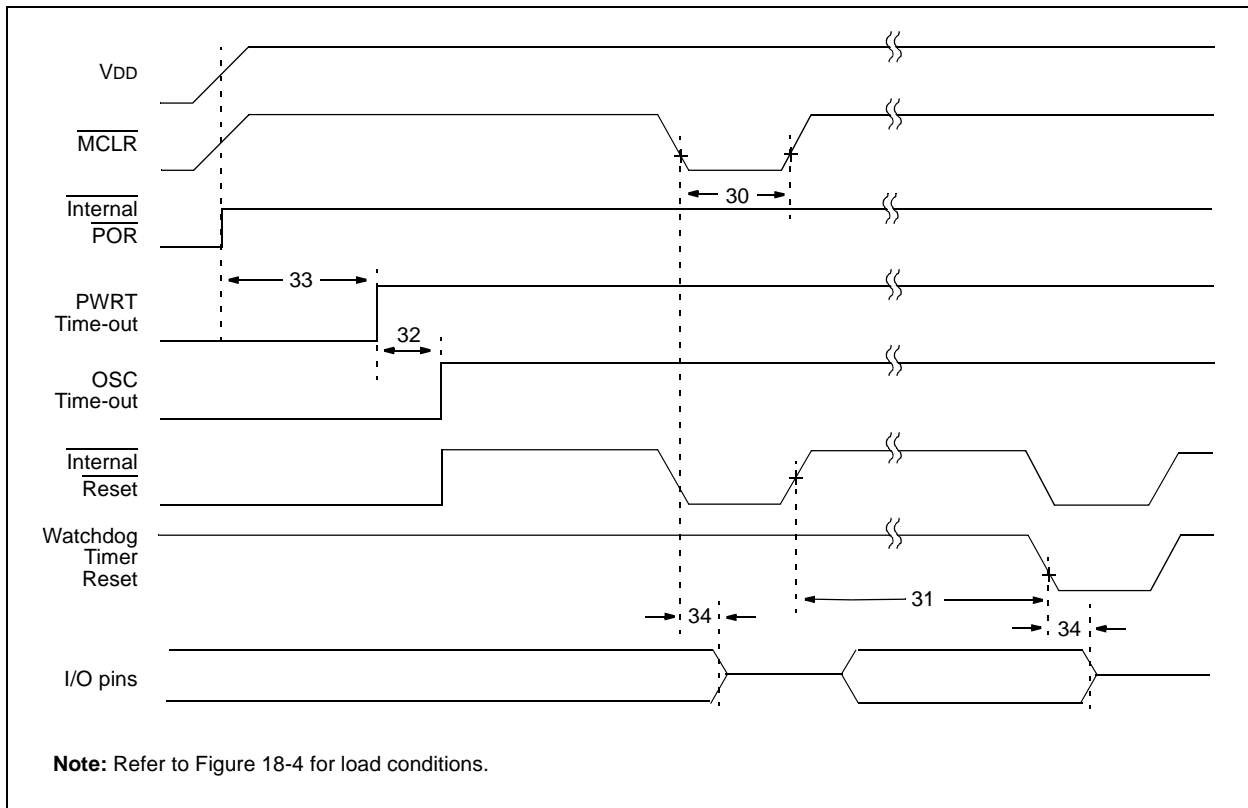 VDD
MCLR
Internal
POR
30
33
PWRT
Time-out
32
OSC
Time-out
Internal
Reset
Watchdog
Timer
Reset
31
34
34
I/O pins
Note: Refer to Figure 18-4 for load conditions.